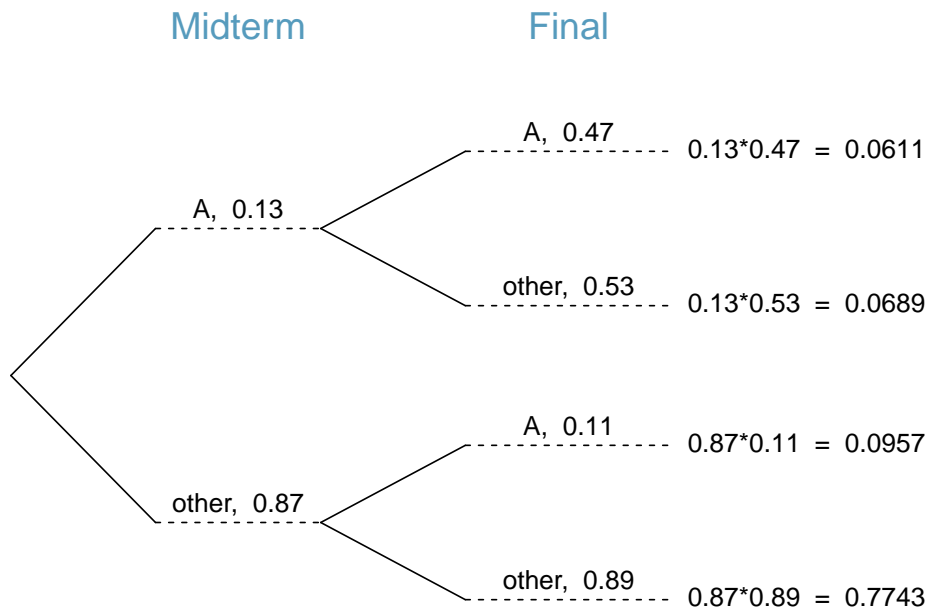 Midterm Final
A, 0.47
0.13*0.47 = 0.0611
A, 0.13
other, 0.53
0.13*0.53 = 0.0689
A, 0.11
0.87*0.11 = 0.0957
other, 0.87
other, 0.89
0.87*0.89 = 0.7743